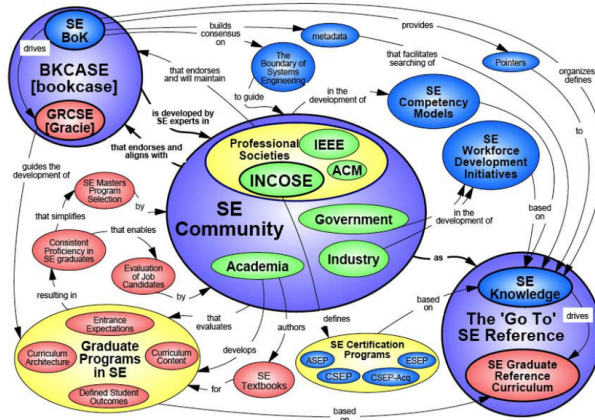 SE
BoK
drives
BKCASE
[bookcase]
GRCSE
[Gracie]
builds
consensus
on
metadata
provides
Pointers
organizes
defines
to
that facilitates
searching of
The
Boundary
of Systems
Engineering
that endorses
and will maintain
to guide
in the
development of
SE
Competency
Models
SE
Workforce
Development
Initiatives
is developed by
SE experts in
that endorses and
aligns with
Professional
Societies
IEEE
ACM
INCOSE
SE
Community
Government
Industry
Academia
in the
development of
based
on
guides the
development of
SE Masters
Program
Selection
by
that simplifies
that enables
Consistent
Proficiency in
SE graduates
Evaluation
of Job
Candidates
by
resulting in
as
SE
Knowledge
drives
The 'Go To'
SE Reference
SE Graduate
Reference
Curriculum
Entrance
Expectations
Graduate
Programs
in SE
Curriculum
Architecture
Curriculum
Content
Defined Student
Outcomes
that
evaluates
develops
for
authors
SE
Textbooks
defines
SE Certification
Programs
ASEP
ESEP
CSEP
CSEP-Acq
based
on
based
on